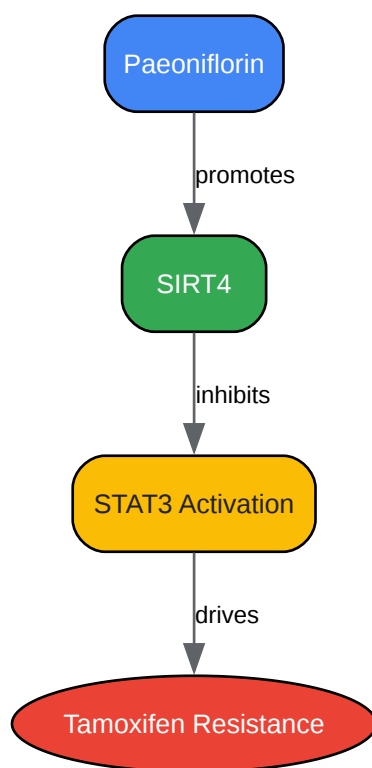 Paeoniflorin
promotes
SIRT4
inhibits
STAT3 Activation
drives
Tamoxifen Resistance